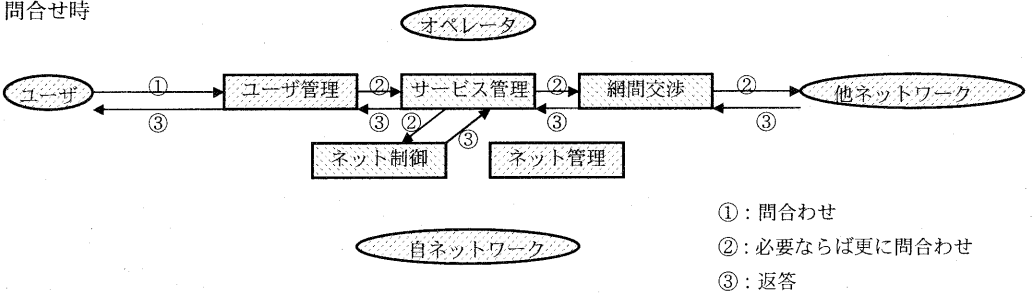 問合せ時
オペレータ
ユーザ
①
ユーザ管理
②
サービス管理
②
網間交渉
②
他ネットワーク
③
③
②
③
③
③
ネット制御
ネット管理
①：問合わせ
②：必要ならば更に問合わせ
③：返答
自ネットワーク